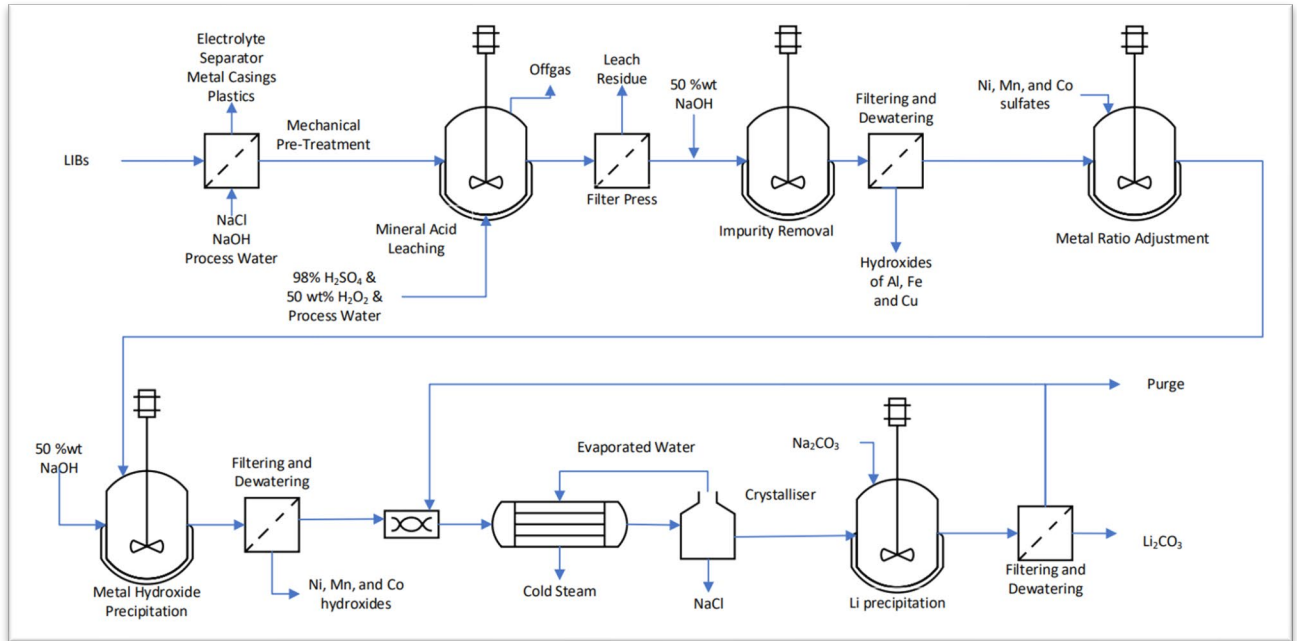 Electrolyte
Separator
Metal Casings
Plastics
LIBs
Mechanical
Pre-Treatment
NaCl
NaOH
Process Water
Offgas
Mineral Acid
Leaching
98% H₂SO₄ &
50 wt% H₂O₂ &
Process Water
Leach
Residue
Filter Press
50 %wt
NaOH
Impurity Removal
Filtering and
Dewatering
Hydroxides
of Al, Fe
and Cu
Ni, Mn, and Co
sulfates
Metal Ratio Adjustment
50 %wt
NaOH
Metal Hydroxide
Precipitation
Filtering and
Dewatering
Ni, Mn, and Co
hydroxides
Evaporated Water
Cold Steam
Crystalliser
NaCl
Na₂CO₃
Li precipitation
Purge
Filtering and
Dewatering
Li₂CO₃